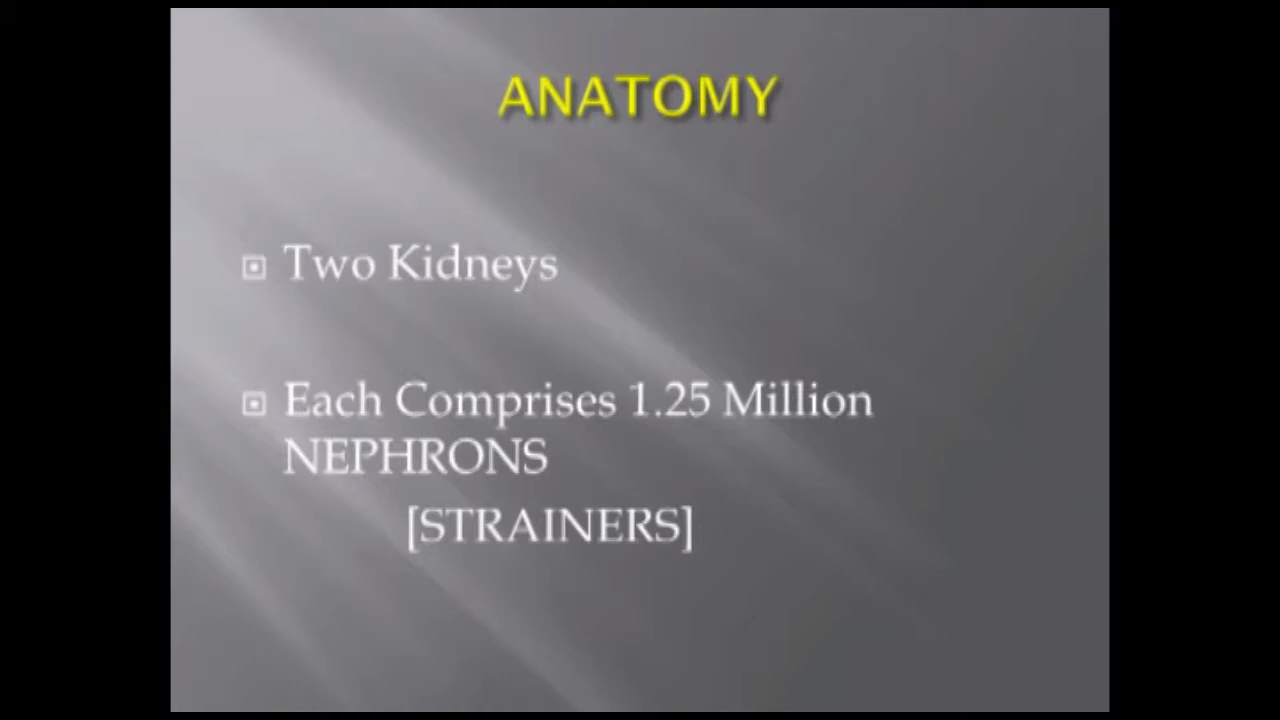 ANATOMY
Two Kidneys
Each Comprises 1.25 Million
NEPHRONS
[STRAINERS]